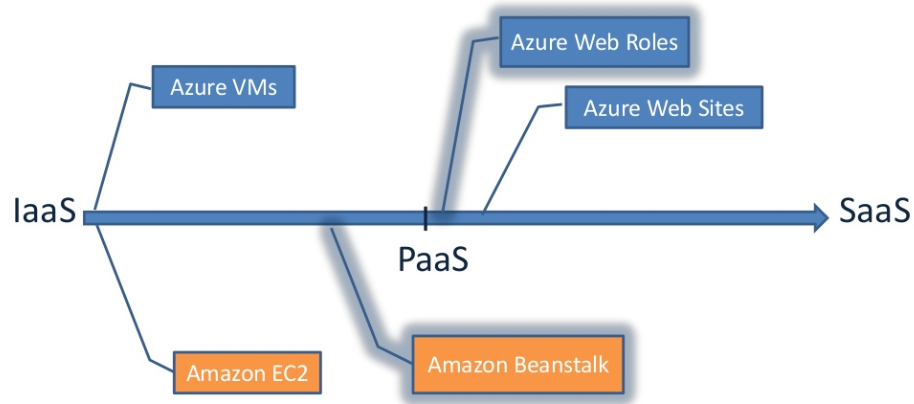 Azure Web Roles
Azure VMs
Azure Web Sites
IaaS
SaaS
PaaS
Amazon EC2
Amazon Beanstalk